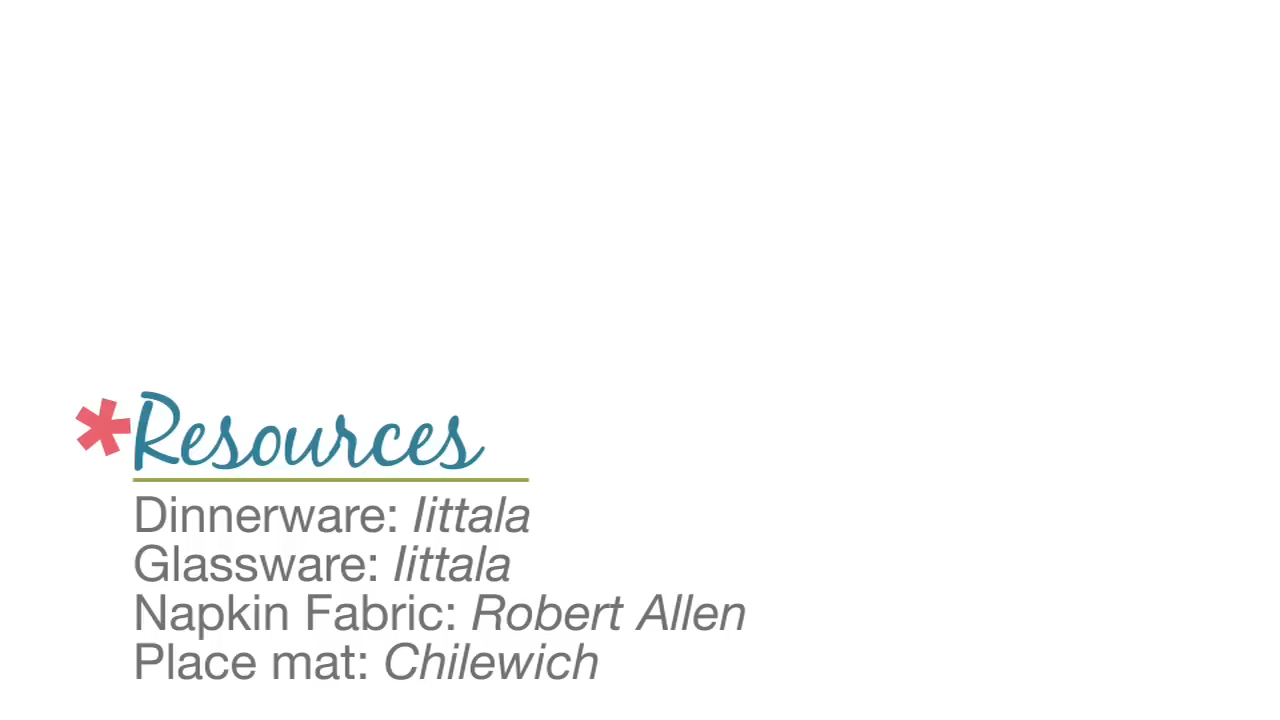 *Resources
Dinnerware: Iittala
Glassware: Iittala
Napkin Fabric: Robert Allen
Place mat: Chilewich